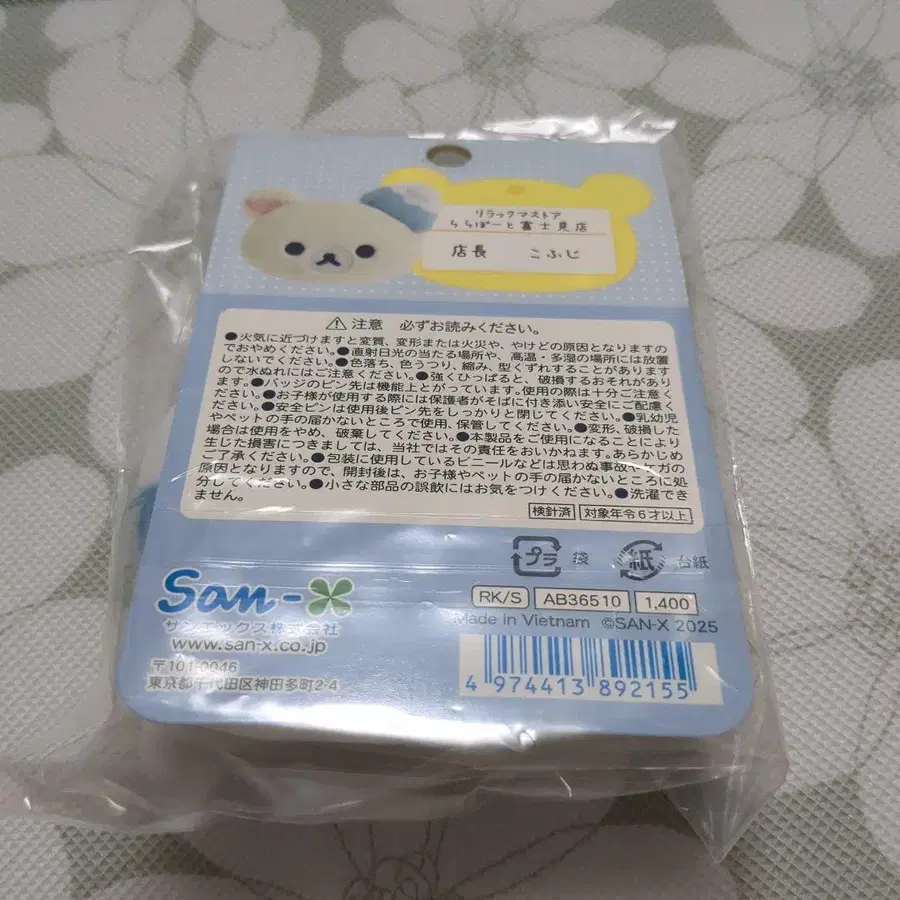 リラックマストア
ららぽーと富士見店
店長 こふじ
⚠注意 必ずお読みください。
●火気に近づけますと変質、変形または火災や、やけどの原因となりますの
でおやめください。●直射日光の当たる場所や、高温・多湿の場所には放置
しないでください。●色落ち、色うつり、縮み、型くずれすることがあります
ので水ぬれにはご注意ください。●強くひっぱると、破損するおそれがあり
ます。●バッジのピン先は機能上とがっています。使用の際は十分ご注意くだ
さい。●お子様が使用する際には保護者がそばに付き添い安全にご配慮く
ださい。●安全ピンは使用後ピン先をしっかりと閉じてください。●乳幼児
やペットの手の届かないところで使用、保管してください。●変形、破損した
場合は使用をやめ、破棄してください。●本製品をご使用になることにより
生じた損害につきましては、当社ではその責任をおいかねます。あらかじめ
ご了承ください。●包装に使用しているビニールなどは思わぬ事故やケガの
原因となりますので、開封後は、お子様やペットの手の届かないところに処
分してください。●小さな部品の誤飲にはお気をつけください。●洗濯でき
ません。
検針済 対象年令6才以上
プラ 袋 紙 台紙
San-X
サンエックス株式会社
www.san-x.co.jp
〒101-0046
東京都千代田区神田多町2-4
RK/S AB36510 1,400
Made in Vietnam ©SAN-X 2025
4 974413 892155